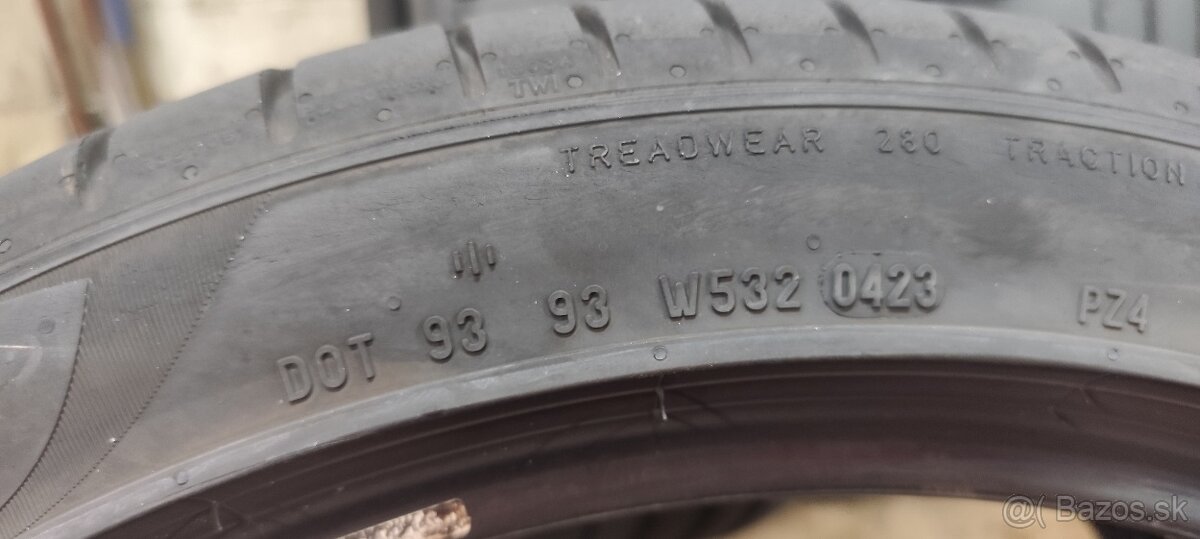 TWI
TREADWEAR 280 TRACTION
DOT 93 93 W532 0423 PZ4
@( Bazos.sk